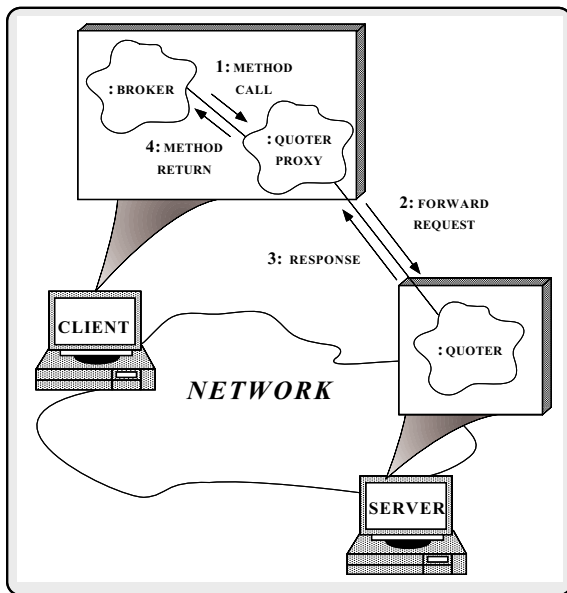 1: METHOD
CALL
: BROKER
4: METHOD
RETURN
: QUOTER
PROXY
2: FORWARD
REQUEST
3: RESPONSE
CLIENT
: QUOTER
NETWORK
SERVER